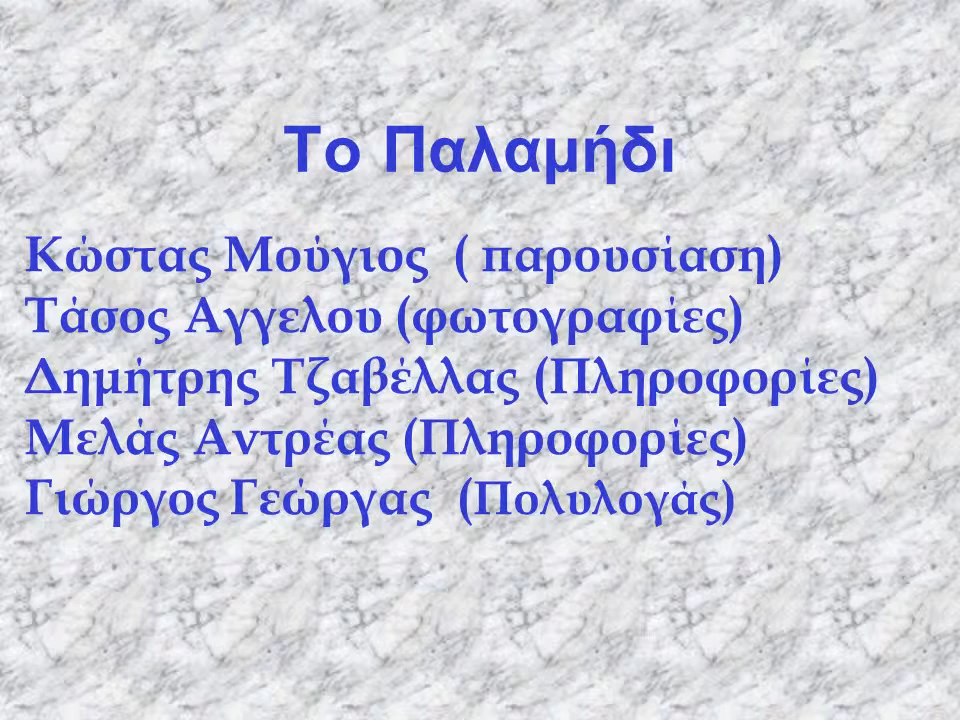 Το Παλαμήδι
Κώστας Μούγιος ( παρουσίαση)
Τάσος Αγγελου (φωτογραφίες)
Δημήτρης Τζαβέλλας (Πληροφορίες)
Μελάς Αντρέας (Πληροφορίες)
Γιώργος Γεώργας (Πολυλογάς)